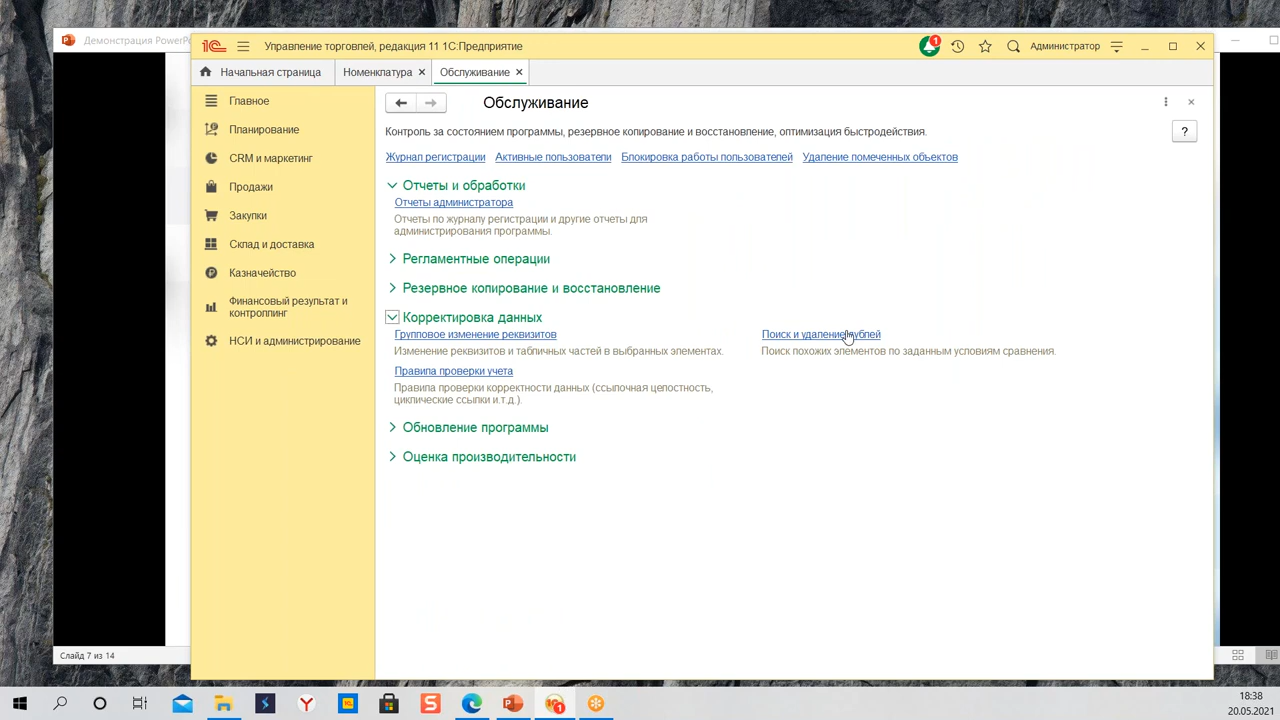 Демонстрация PowerPo
1С
Управление торговлей, редакция 11 1С:Предприятие
1
Администратор
Начальная страница
Номенклатура
Обслуживание
Главное
Планирование
CRM и маркетинг
Продажи
Закупки
Склад и доставка
Казначейство
Финансовый результат и
контроллинг
НСИ и администрирование
Обслуживание
?
Контроль за состоянием программы, резервное копирование и восстановление, оптимизация быстродействия.
Журнал регистрации Активные пользователи Блокировка работы пользователей Удаление помеченных объектов
Отчеты и обработки
Отчеты администратора
Отчеты по журналу регистрации и другие отчеты для
администрирования программы.
Регламентные операции
Резервное копирование и восстановление
Корректировка данных
Групповое изменение реквизитов
Изменение реквизитов и табличных частей в выбранных элементах.
Поиск и удаление
Поиск похожих элементов по заданным условиям сравнения.
Правила проверки учета
Правила проверки корректности данных (ссылочная целостность,
циклические ссылки и.т.д.).
Обновление программы
Оценка производительности
Слайд 7 из 14
18:38
20.05.2021